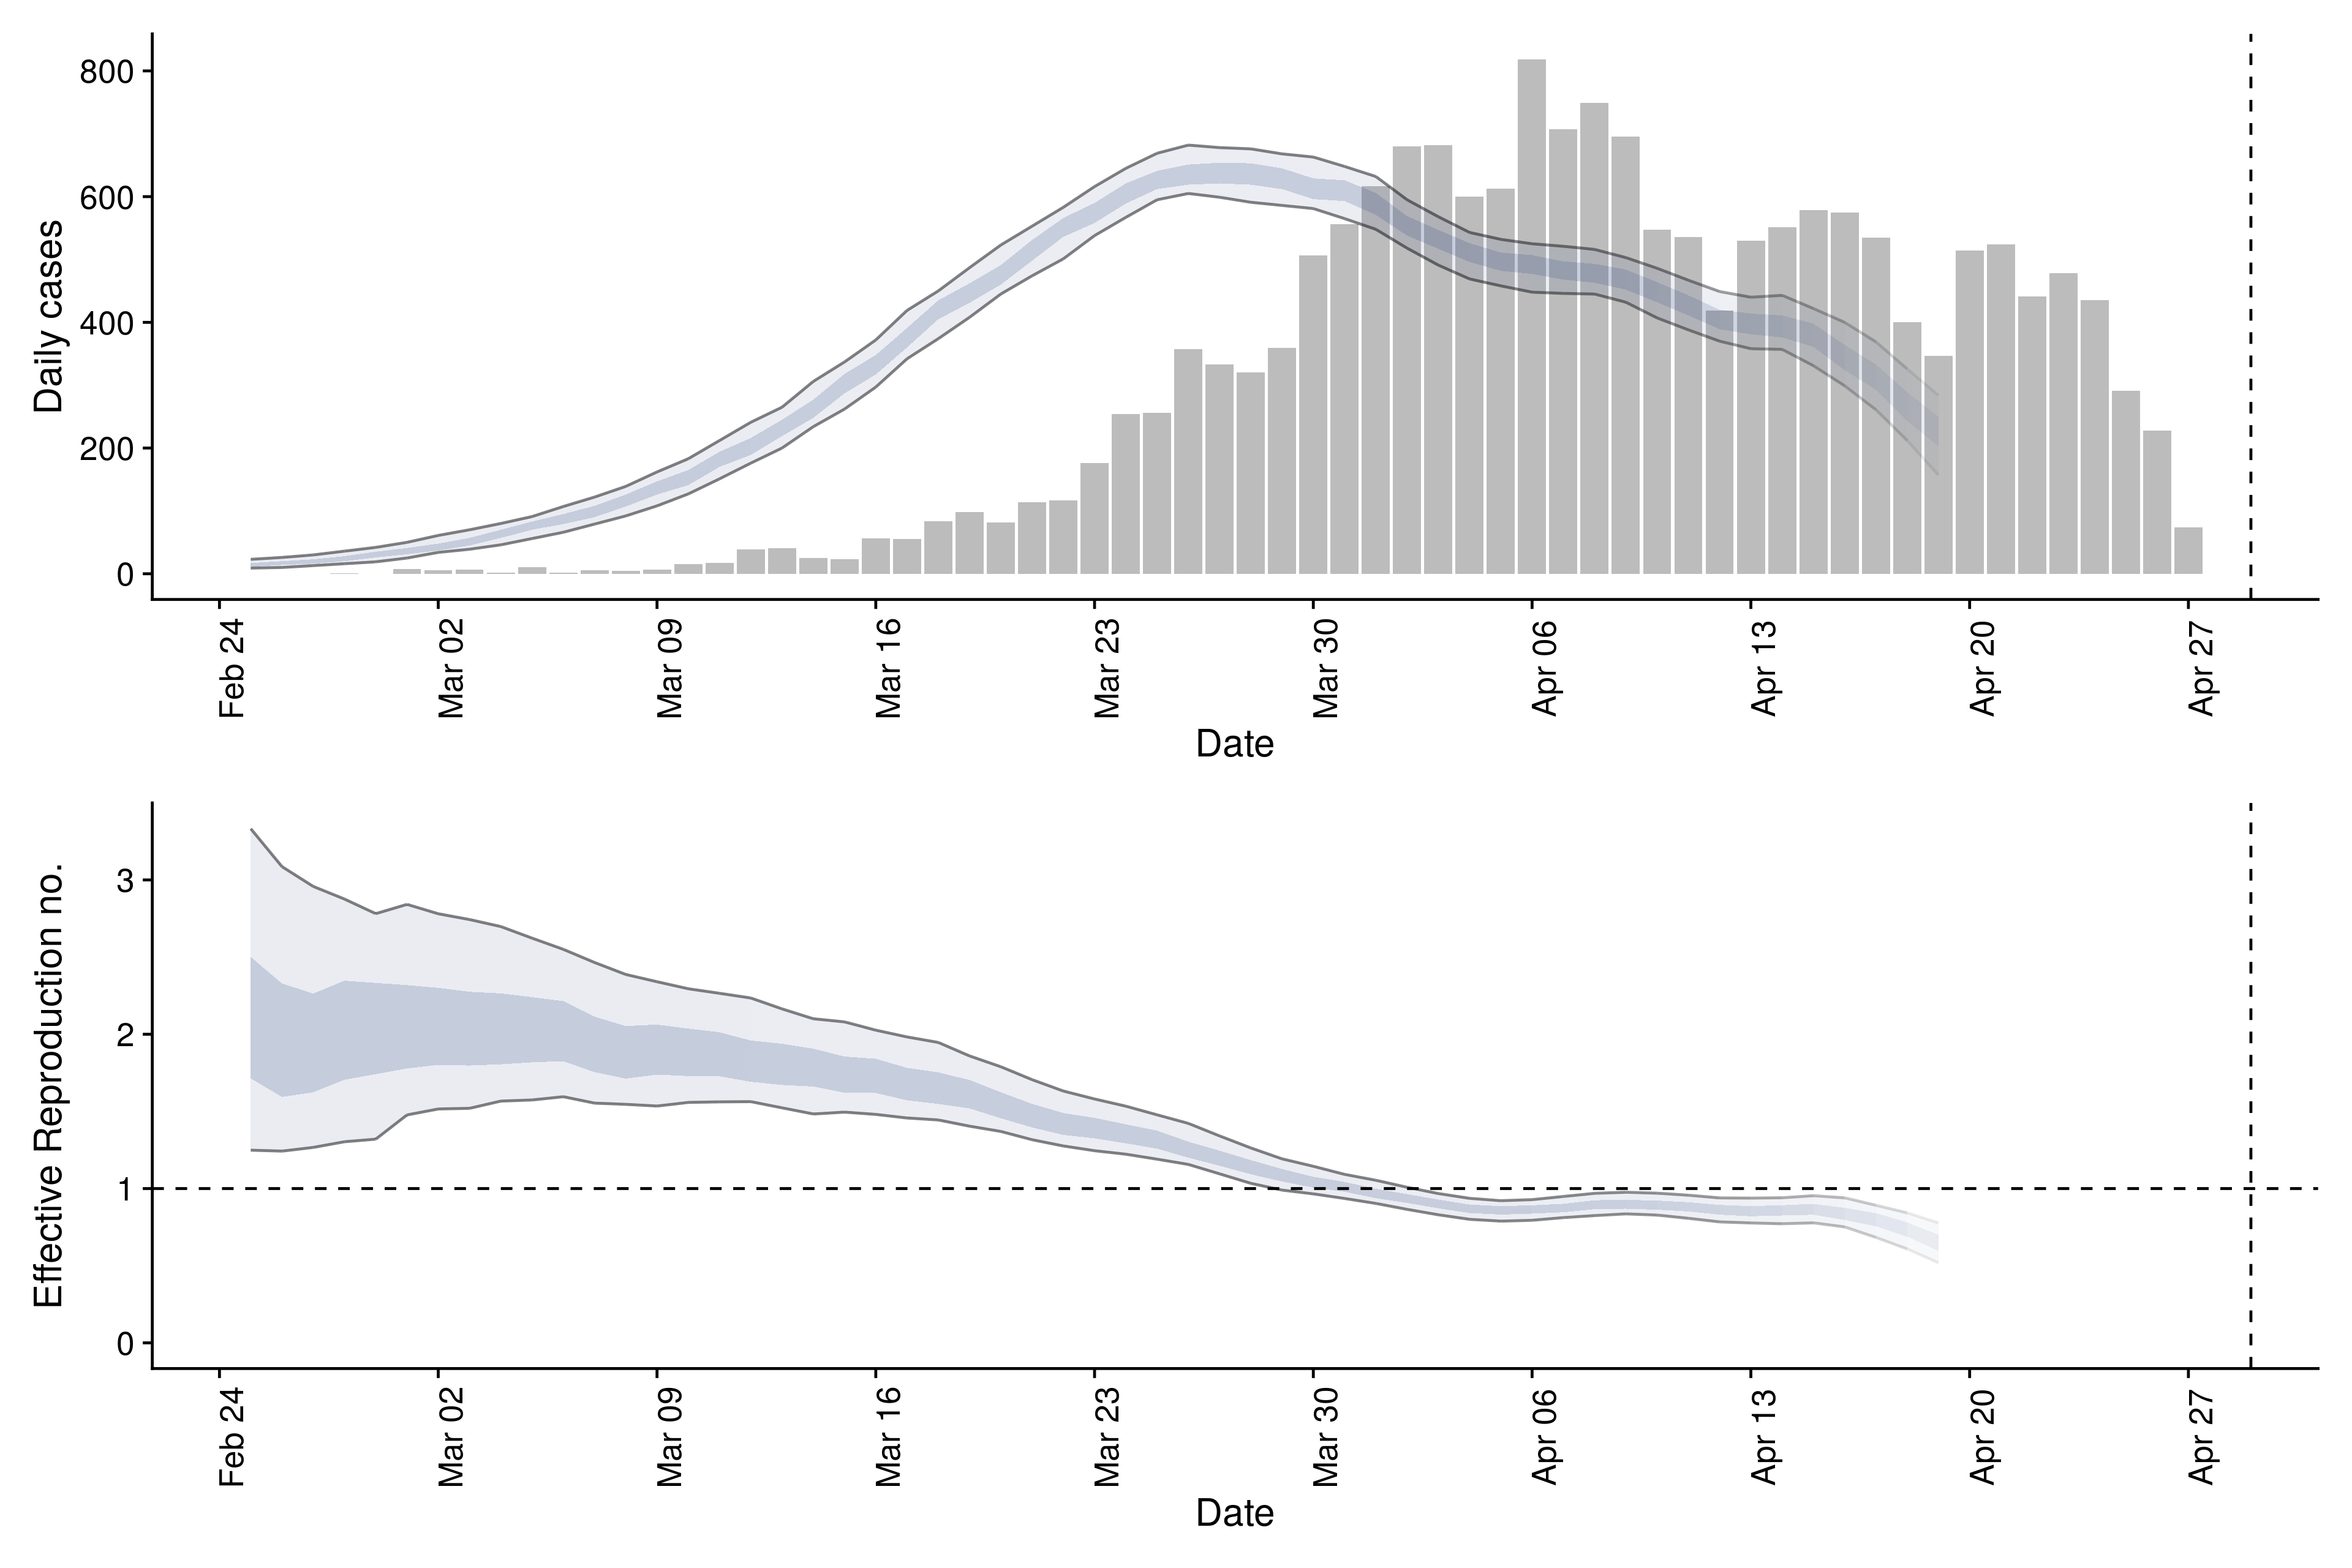 Daily cases
800
600
400
200
0
Feb 24
Mar 02
Mar 09
Mar 16
Mar 23
Mar 30
Apr 06
Apr 13
Apr 20
Apr 27
Date
Effective Reproduction no.
3
2
1
0
Feb 24
Mar 02
Mar 09
Mar 16
Mar 23
Mar 30
Apr 06
Apr 13
Apr 20
Apr 27
Date